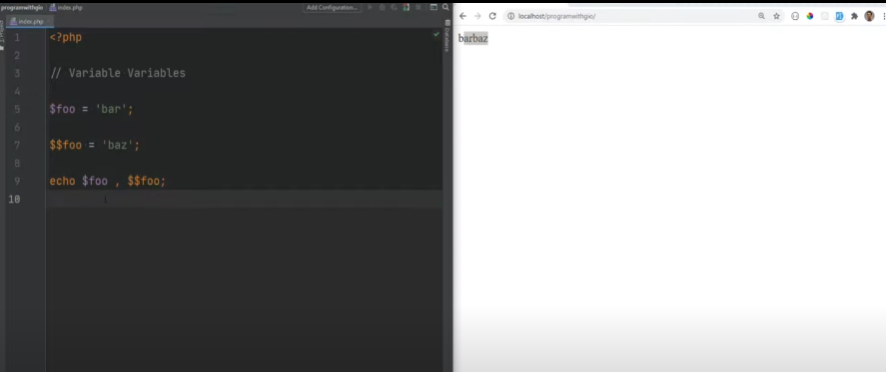 programwithgio index.php
Add Configuration...
index.php
1 <?php
2
3 // Variable Variables
4
5 $foo = 'bar';
6
7 $$foo = 'baz';
8
9 echo $foo , $$foo;
10
Database
localhost/programwithgio/
barbaz